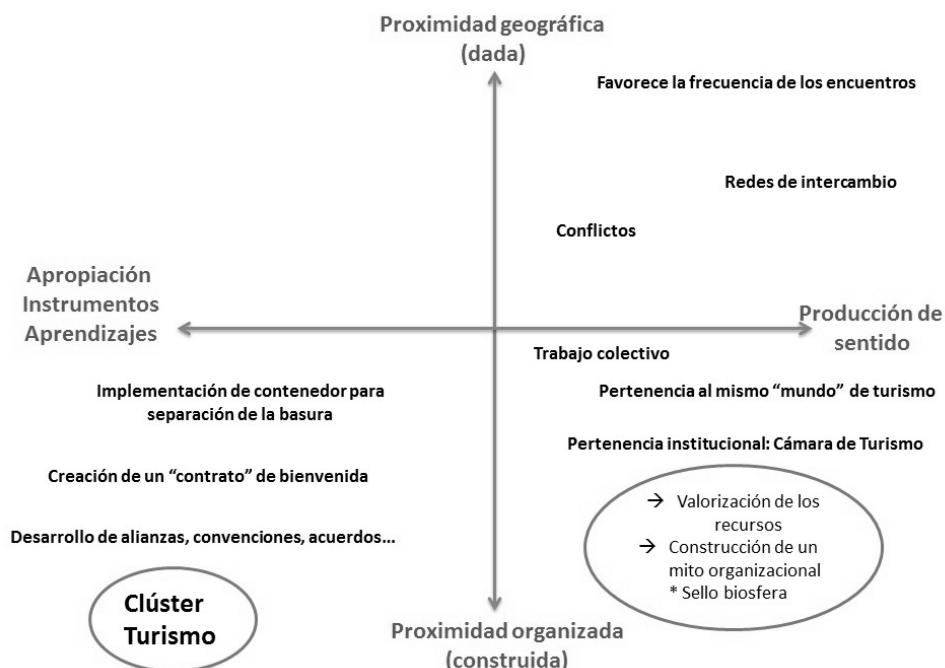 Proximidad geográfica
(dada)
Favorece la frecuencia de los encuentros
Redes de intercambio
Conflictos
Apropiación
Instrumentos
Aprendizajes
Producción de
sentido
Trabajo colectivo
Implementación de contenedor para
separación de la basura
Pertenencia al mismo “mundo” de turismo
Pertenencia institucional: Cámara de Turismo
Creación de un “contrato” de bienvenida
Desarrollo de alianzas, convenciones, acuerdos...
→ Valorización de los
recursos
→ Construcción de un
mito organizacional
* Sello biosfera
Clúster
Turismo
Proximidad organizada
(construida)